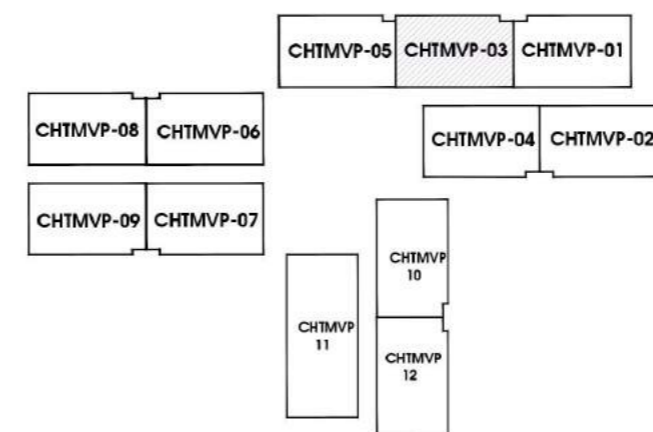 CHTMVP-05 CHTMVP-03 CHTMVP-01
CHTMVP-08 CHTMVP-06
CHTMVP-04 CHTMVP-02
CHTMVP-09 CHTMVP-07
CHTMVP
10
CHTMVP
11
CHTMVP
12